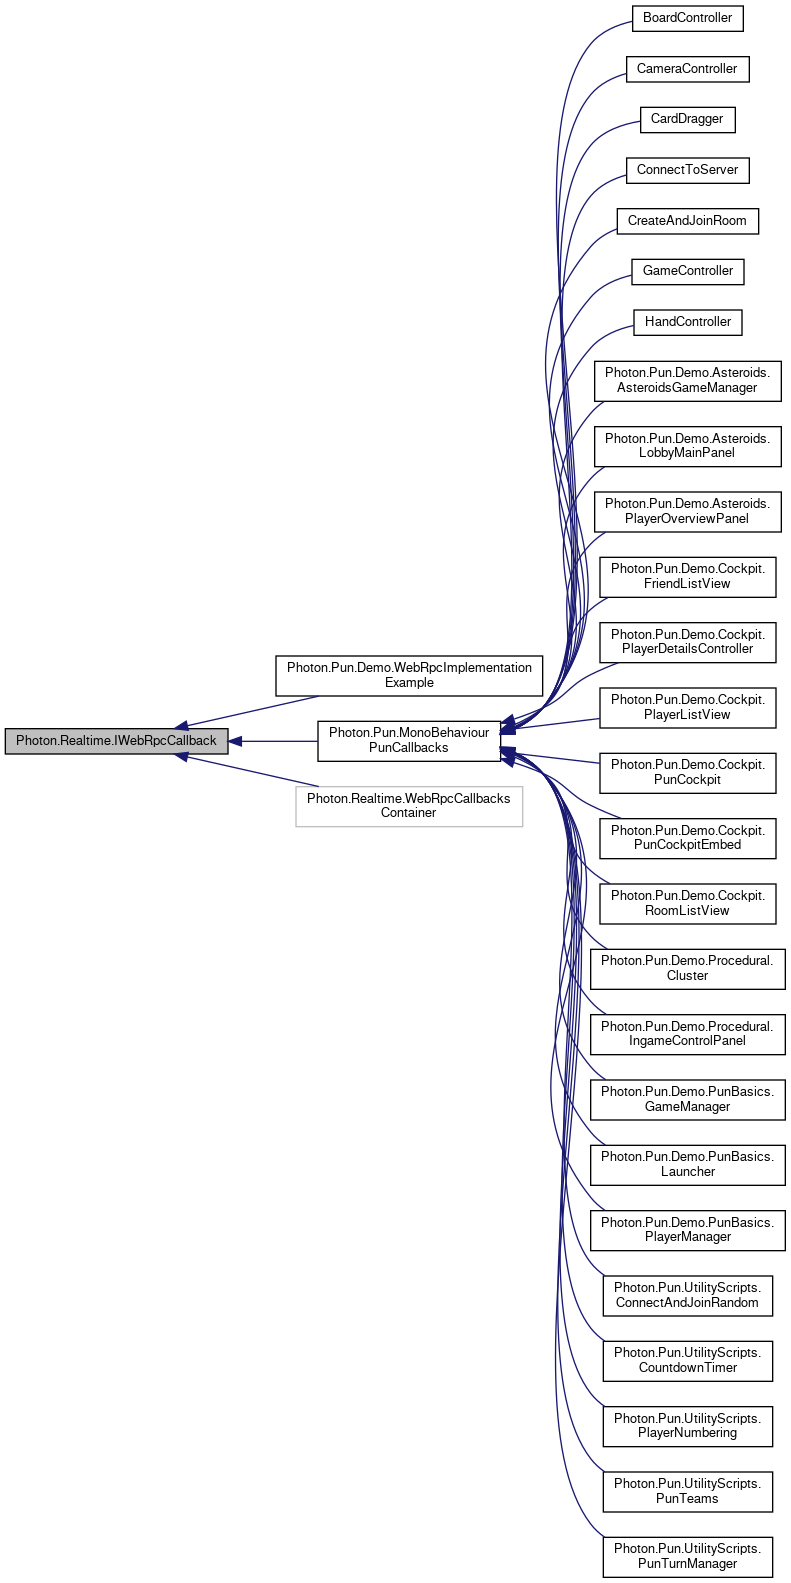 BoardController
CameraController
CardDragger
ConnectToServer
CreateAndJoinRoom
GameController
HandController
Photon.Pun.Demo.Asteroids.
AsteroidsGameManager
Photon.Pun.Demo.Asteroids.
LobbyMainPanel
Photon.Pun.Demo.Asteroids.
PlayerOverviewPanel
Photon.Pun.Demo.Cockpit.
FriendListView
Photon.Pun.Demo.Cockpit.
PlayerDetailsController
Photon.Pun.Demo.WebRpcImplementation
Example
Photon.Pun.Demo.Cockpit.
PlayerListView
Photon.Realtime.IWebRpcCallback
Photon.Pun.MonoBehaviour
PunCallbacks
Photon.Pun.Demo.Cockpit.
PunCockpit
Photon.Realtime.WebRpcCallbacks
Container
Photon.Pun.Demo.Cockpit.
PunCockpitEmbed
Photon.Pun.Demo.Cockpit.
RoomListView
Photon.Pun.Demo.Procedural.
Cluster
Photon.Pun.Demo.Procedural.
IngameControlPanel
Photon.Pun.Demo.PunBasics.
GameManager
Photon.Pun.Demo.PunBasics.
Launcher
Photon.Pun.Demo.PunBasics.
PlayerManager
Photon.Pun.UtilityScripts.
ConnectAndJoinRandom
Photon.Pun.UtilityScripts.
CountdownTimer
Photon.Pun.UtilityScripts.
PlayerNumbering
Photon.Pun.UtilityScripts.
PunTeams
Photon.Pun.UtilityScripts.
PunTurnManager